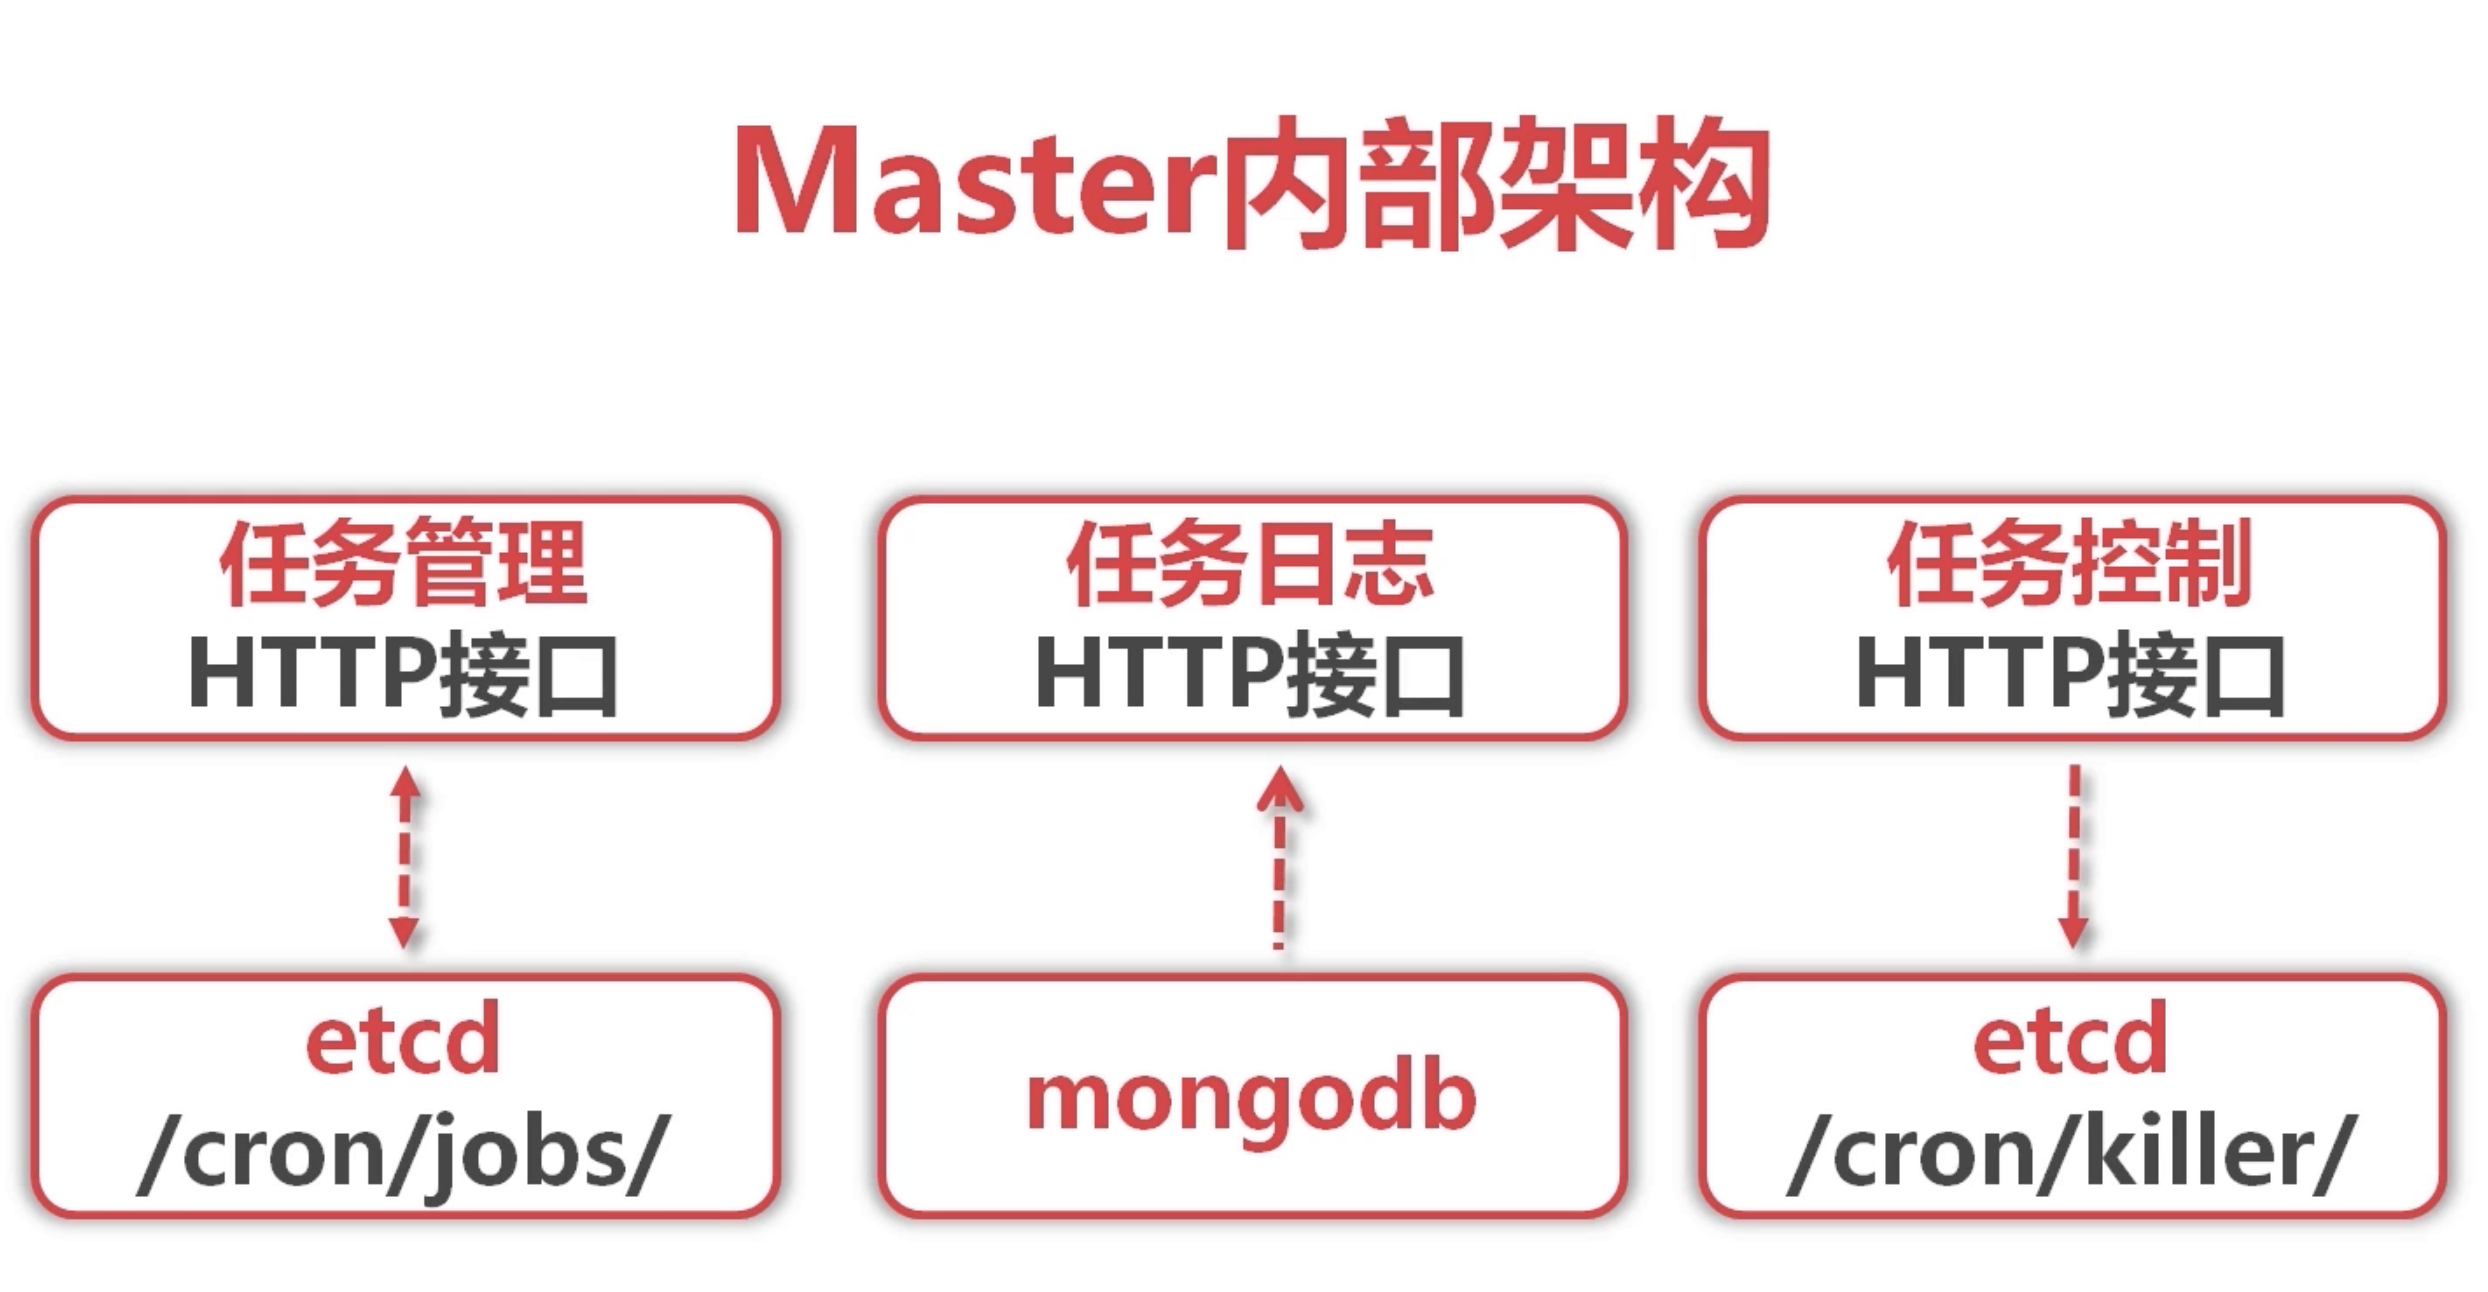 Master内部架构
任务管理
HTTP接口
任务日志
HTTP接口
任务控制
HTTP接口
etcd
/cron/jobs/
mongodb
etcd
/cron/killer/